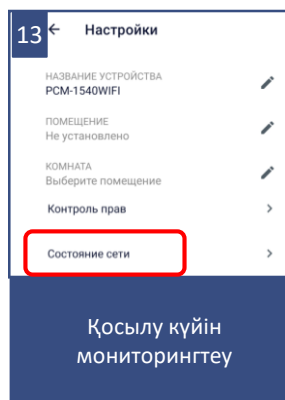 13 ← Настройки
НАЗВАНИЕ УСТРОЙСТВА
PCM-1540WIFI
ПОМЕЩЕНИЕ
Не установлено
КОМНАТА
Выберите помещение
Контроль прав >
Состояние сети >
Қосылу күйін
мониторингтеу